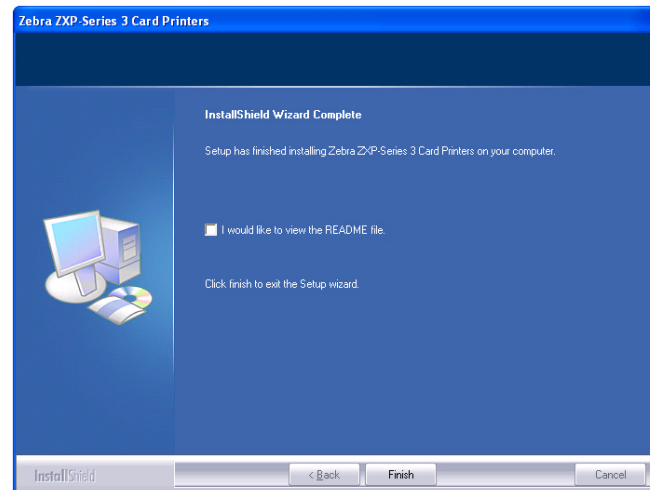 Zebra ZXP-Series 3 Card Printers
InstallShield Wizard Complete
Setup has finished installing Zebra ZXP-Series 3 Card Printers on your computer.
I would like to view the README file.
Click finish to exit the Setup wizard.
InstallShield
< Back
Finish
Cancel